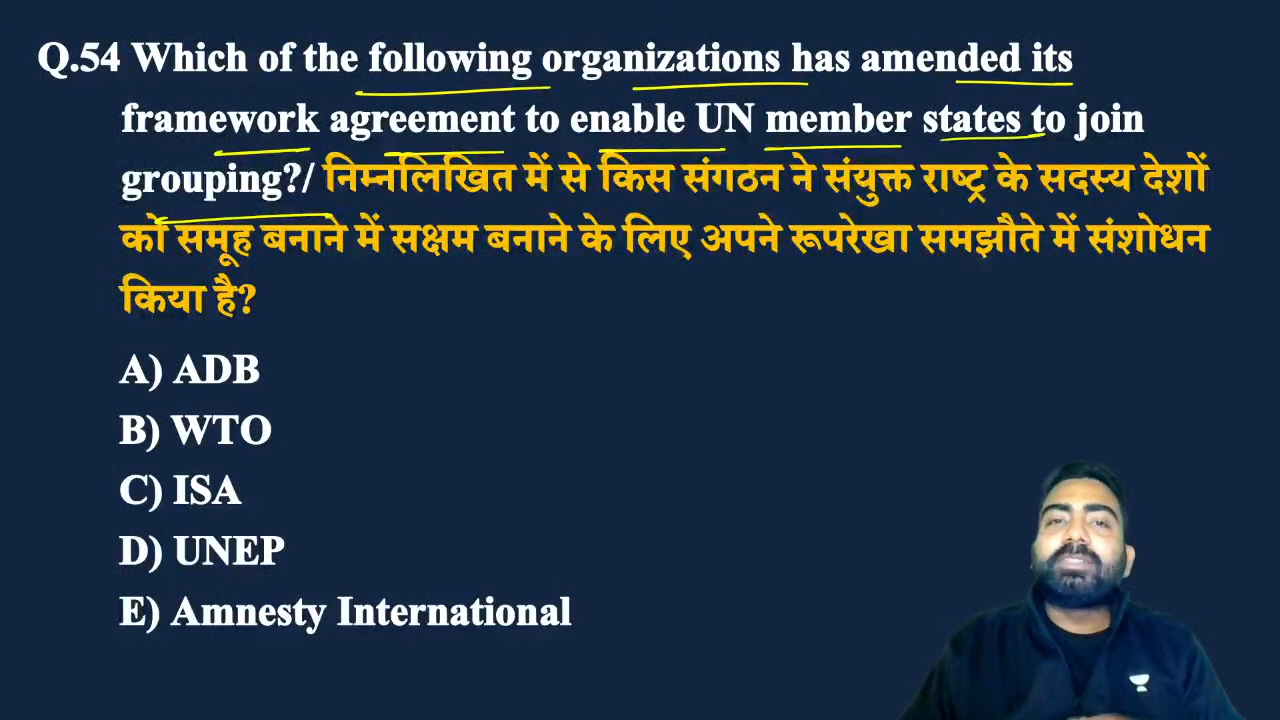 Q.54 Which of the following organizations has amended its
framework agreement to enable UN member states to join
grouping?/ निम्नलिखित में से किस संगठन ने संयुक्त राष्ट्र के सदस्य देशों
को समूह बनाने में सक्षम बनाने के लिए अपने रूपरेखा समझौते में संशोधन
किया है?
A) ADB
B) WTO
C) ISA
D) UNEP
E) Amnesty International